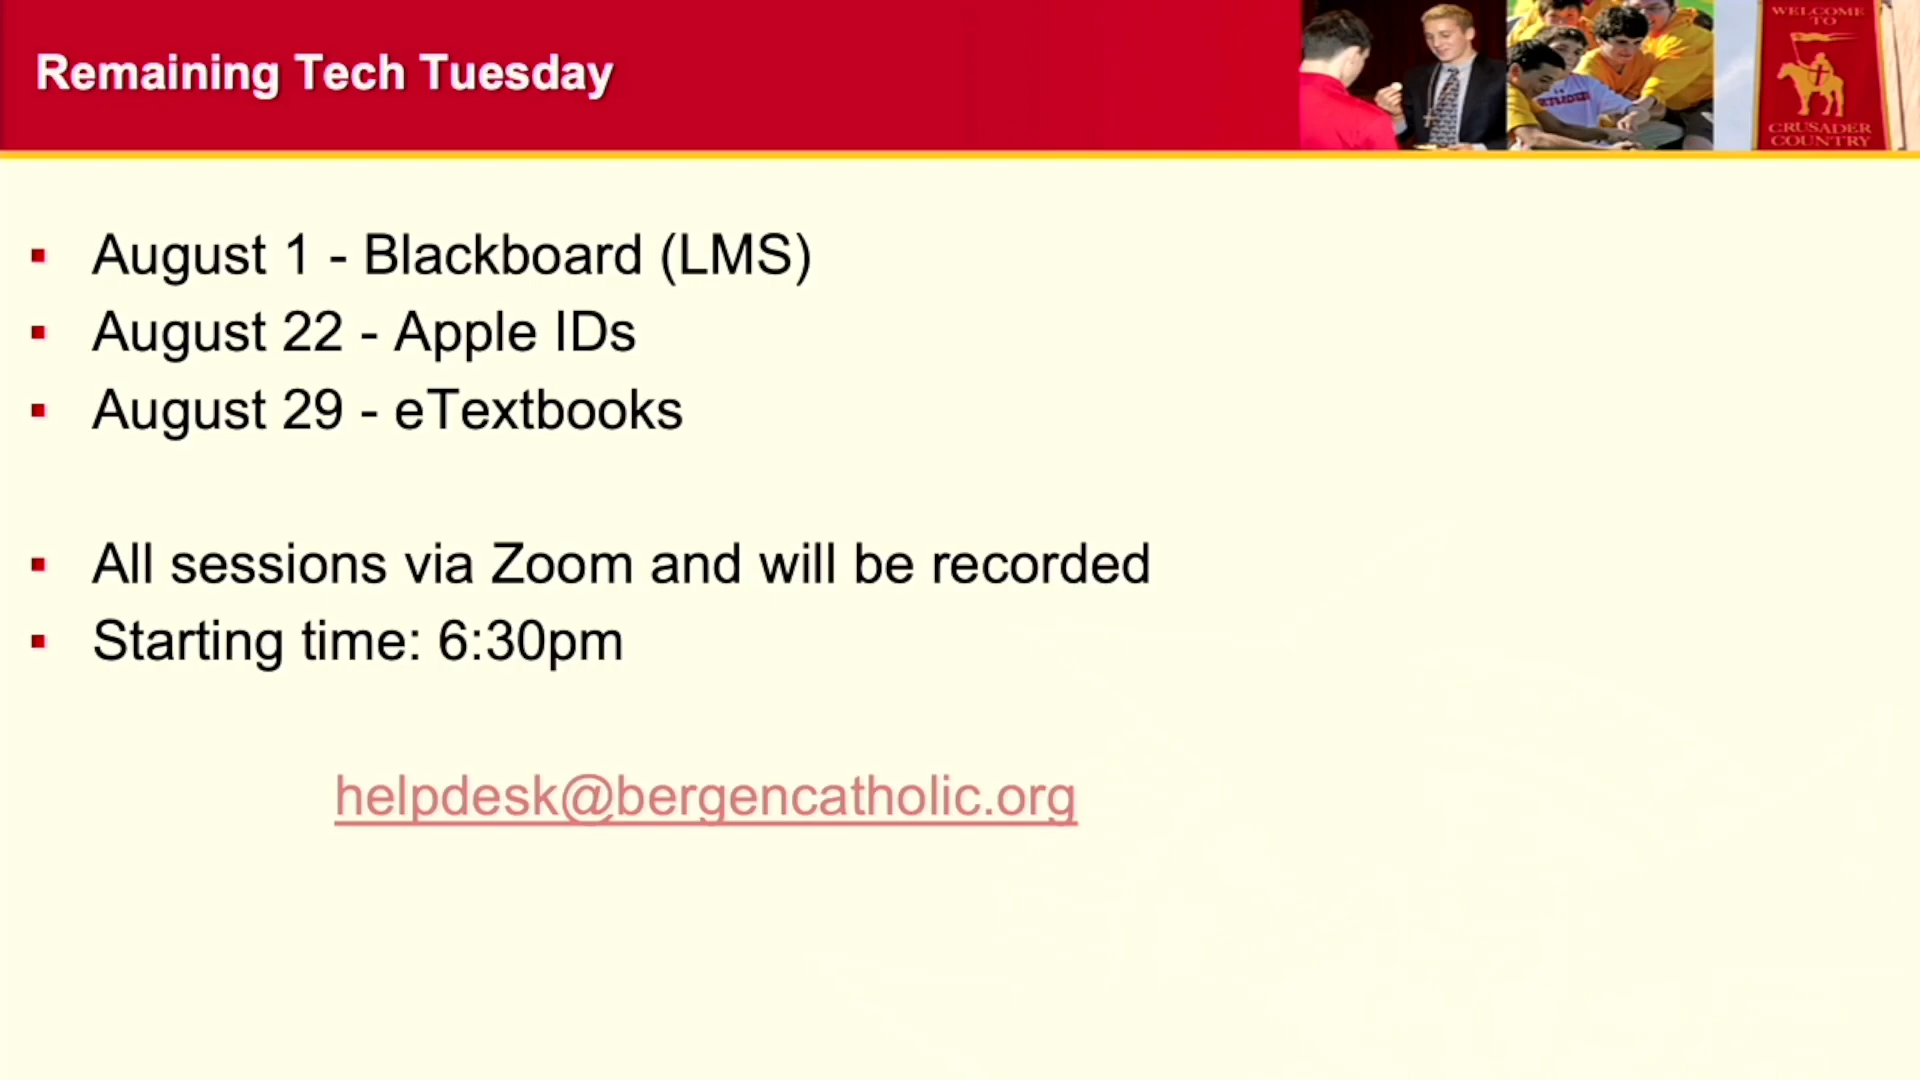 Remaining Tech Tuesday
WELCOME
TO
CRUSADER
COUNTRY
August 1 - Blackboard (LMS)
August 22 - Apple IDs
August 29 - eTextbooks
All sessions via Zoom and will be recorded
Starting time: 6:30pm
helpdesk@bergencatholic.org